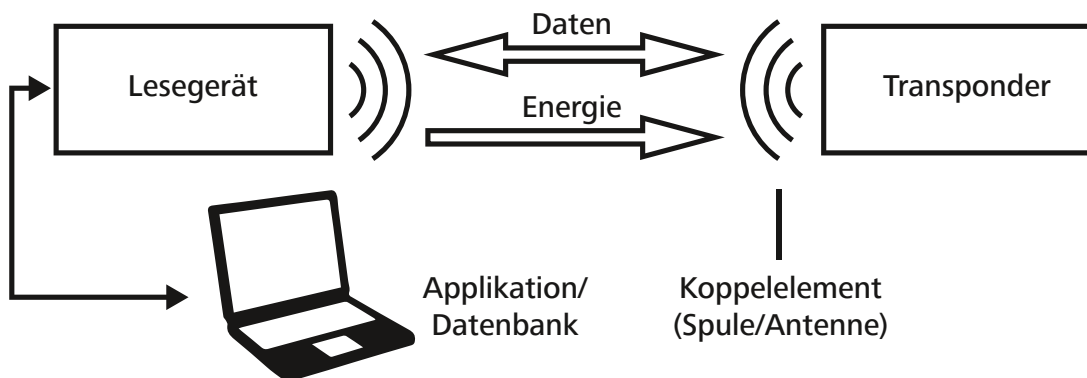 Daten
Lesegerät
Transponder
Energie
Applikation/
Datenbank
Koppelelement
(Spule/Antenne)